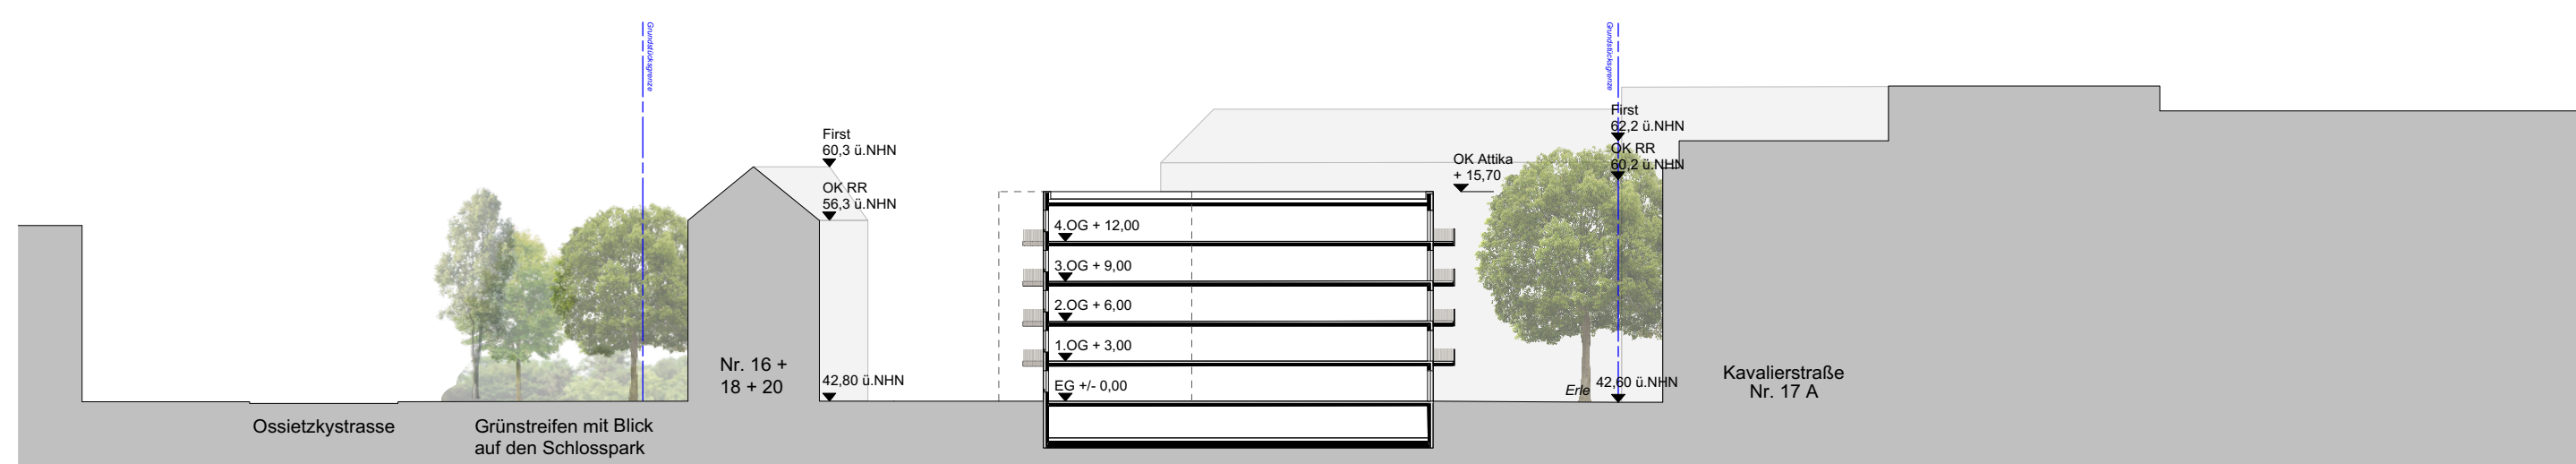 Grundstücksgrenze
Grundstücksgrenze
First
60,3 ü.NHN
OK RR
56,3 ü.NHN
42,80 ü.NHN
Nr. 16 +
18 + 20
Ossietzkystrasse
Grünstreifen mit Blick
auf den Schlosspark
4.OG + 12,00
3.OG + 9,00
2.OG + 6,00
1.OG + 3,00
EG +/- 0,00
OK Attika
+ 15,70
First
62,2 ü.NHN
OK RR
60,2 ü.NHN
Erle
42,60 ü.NHN
Kavalierstraße
Nr. 17 A